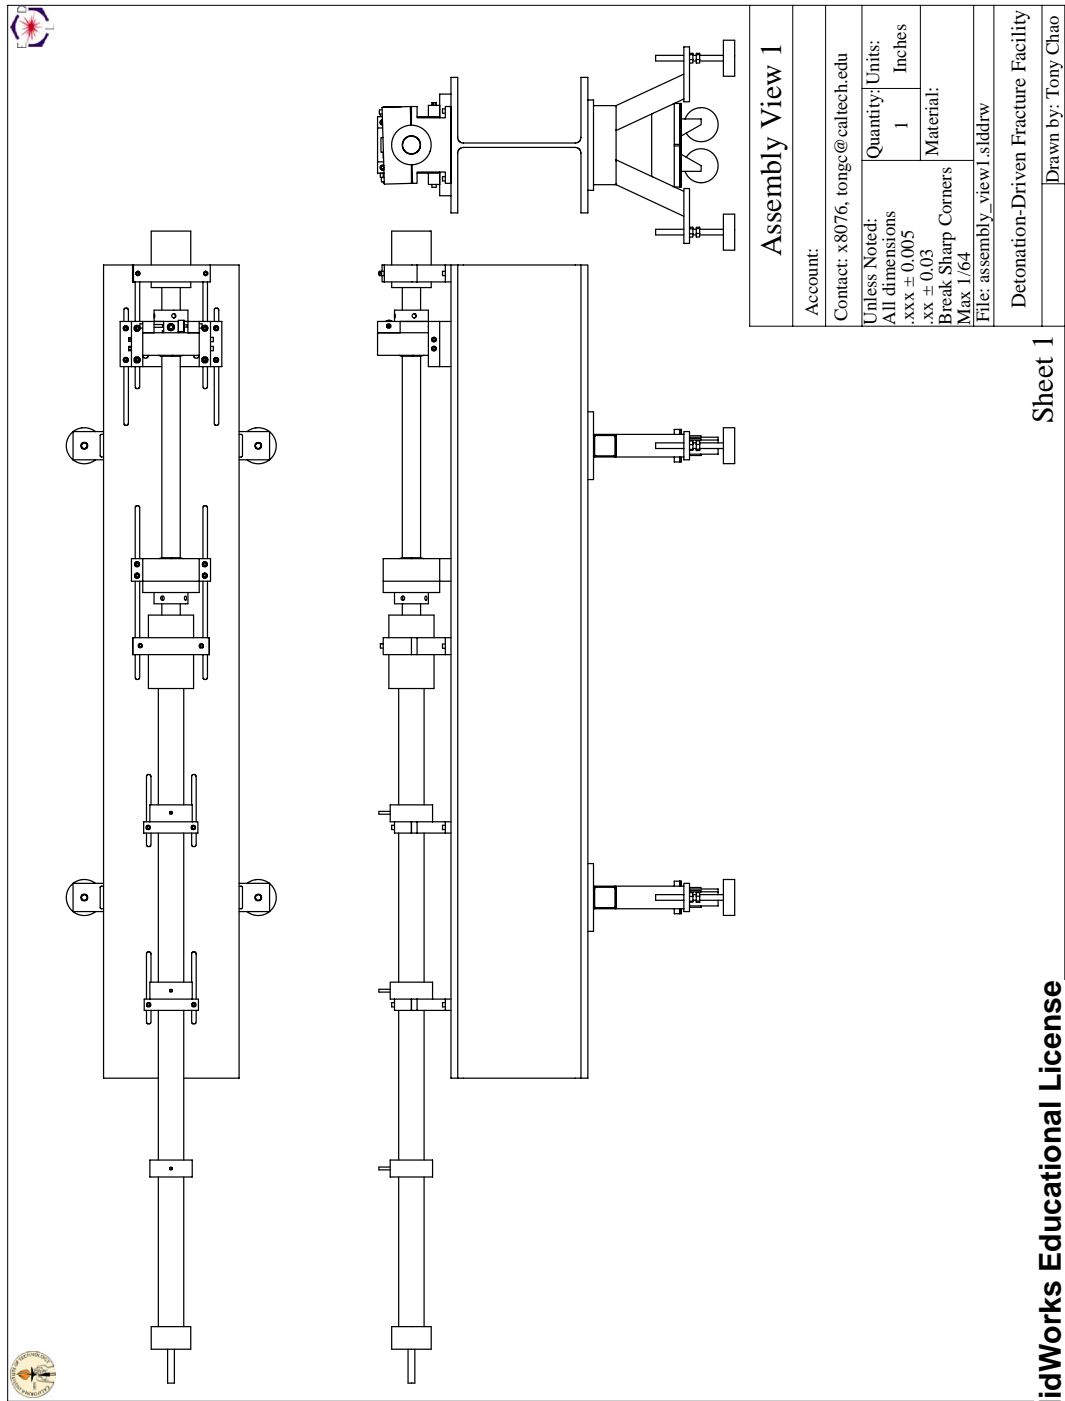 Assembly View 1
Account:
Contact: x8076, tongc@caltech.edu
Unless Noted:
All dimensions
.xxx ± 0.005
.xx ± 0.03
Break Sharp Corners
Max 1/64
Quantity:
1
Units:
Inches
Material:
File: assembly_view1.slddrw
Detonation-Driven Fracture Facility
Drawn by: Tony Chao
Sheet 1
idWorks Educational License
E
D
L